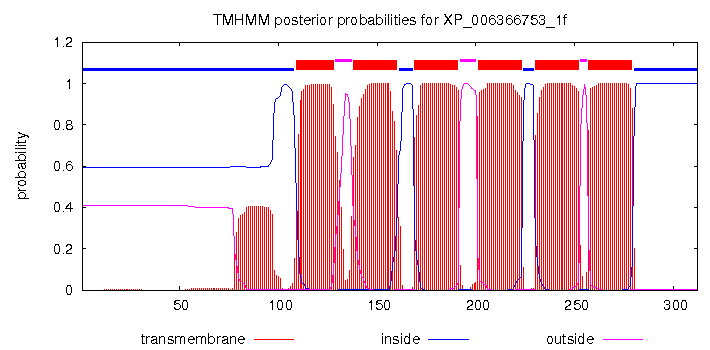 TMHMM posterior probabilities for XP_006366753_1f
1.2
1
0.8
0.6
0.4
0.2
0
probability
50 100 150 200 250 300
transmembrane inside outside